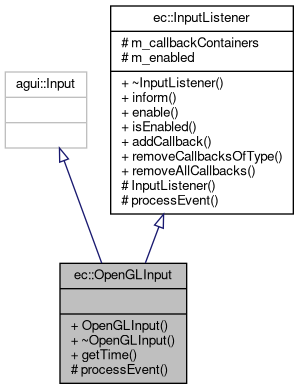 ec::InputListener
# m_callbackContainers
# m_enabled
+ ~InputListener()
+ inform()
+ enable()
+ isEnabled()
+ addCallback()
+ removeCallbacksOfType()
+ removeAllCallbacks()
# InputListener()
# processEvent()
agui::Input
ec::OpenGLInput
+ OpenGLInput()
+ ~OpenGLInput()
+ getTime()
# processEvent()